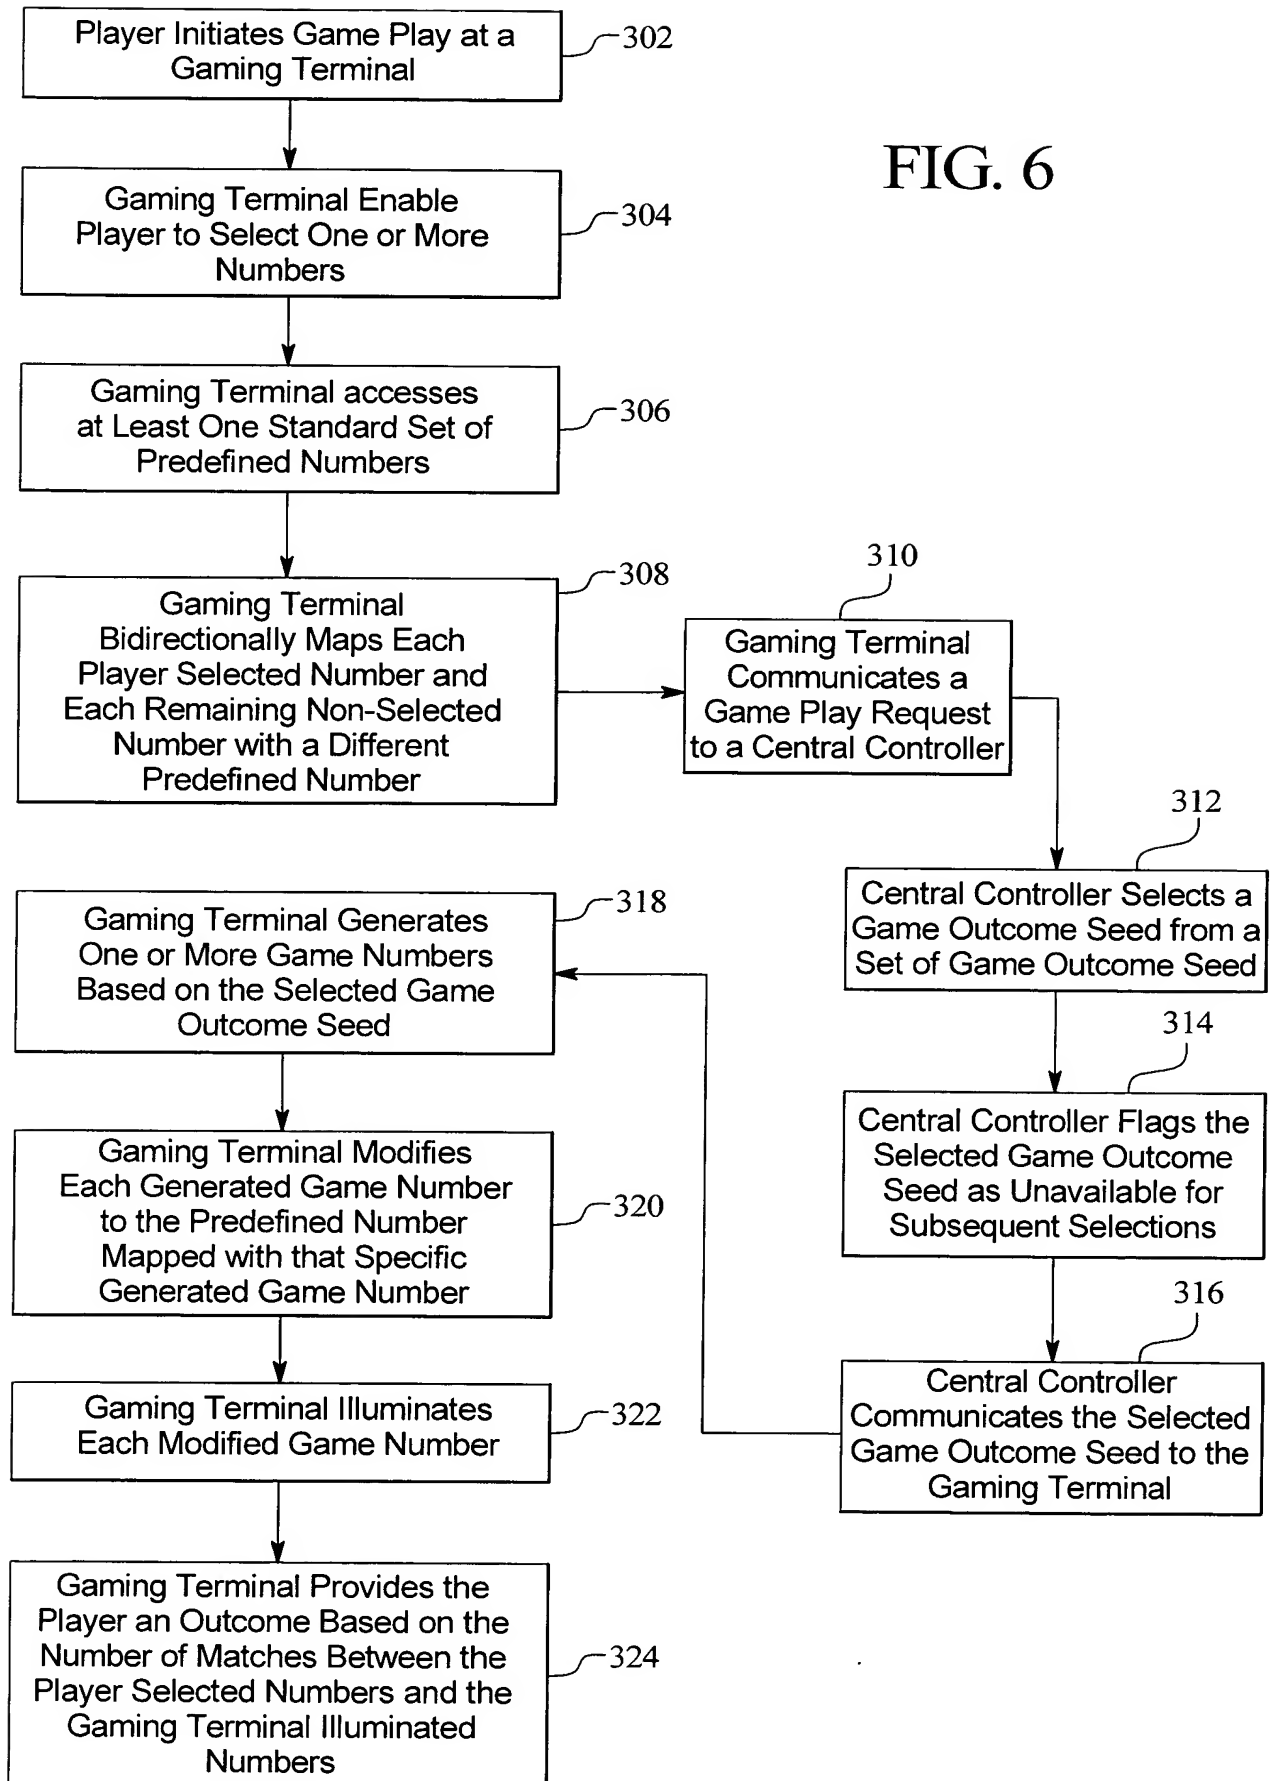 Player Initiates Game Play at a
Gaming Terminal
302
FIG. 6
Gaming Terminal Enable
Player to Select One or More
Numbers
304
Gaming Terminal accesses
at Least One Standard Set of
Predefined Numbers
306
Gaming Terminal
Bidirectionally Maps Each
Player Selected Number and
Each Remaining Non-Selected
Number with a Different
Predefined Number
308
310
Gaming Terminal
Communicates a
Game Play Request
to a Central Controller
312
Central Controller Selects a
Game Outcome Seed from a
Set of Game Outcome Seed
314
Central Controller Flags the
Selected Game Outcome
Seed as Unavailable for
Subsequent Selections
316
Central Controller
Communicates the Selected
Game Outcome Seed to the
Gaming Terminal
Gaming Terminal Generates
One or More Game Numbers
Based on the Selected Game
Outcome Seed
318
Gaming Terminal Modifies
Each Generated Game Number
to the Predefined Number
Mapped with that Specific
Generated Game Number
320
Gaming Terminal Illuminates
Each Modified Game Number
322
Gaming Terminal Provides the
Player an Outcome Based on the
Number of Matches Between the
Player Selected Numbers and the
Gaming Terminal Illuminated
Numbers
324